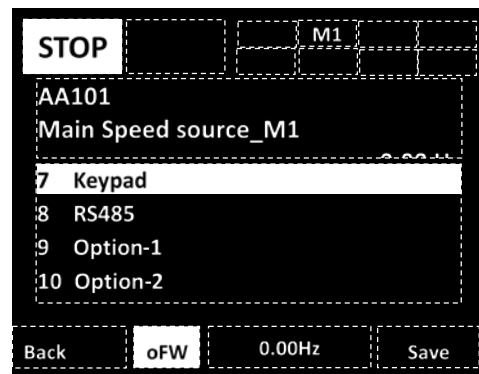 STOP
M1
AA101
Main Speed source_M1
7 Keypad
8 RS485
9 Option-1
10 Option-2
Back oFW 0.00Hz Save